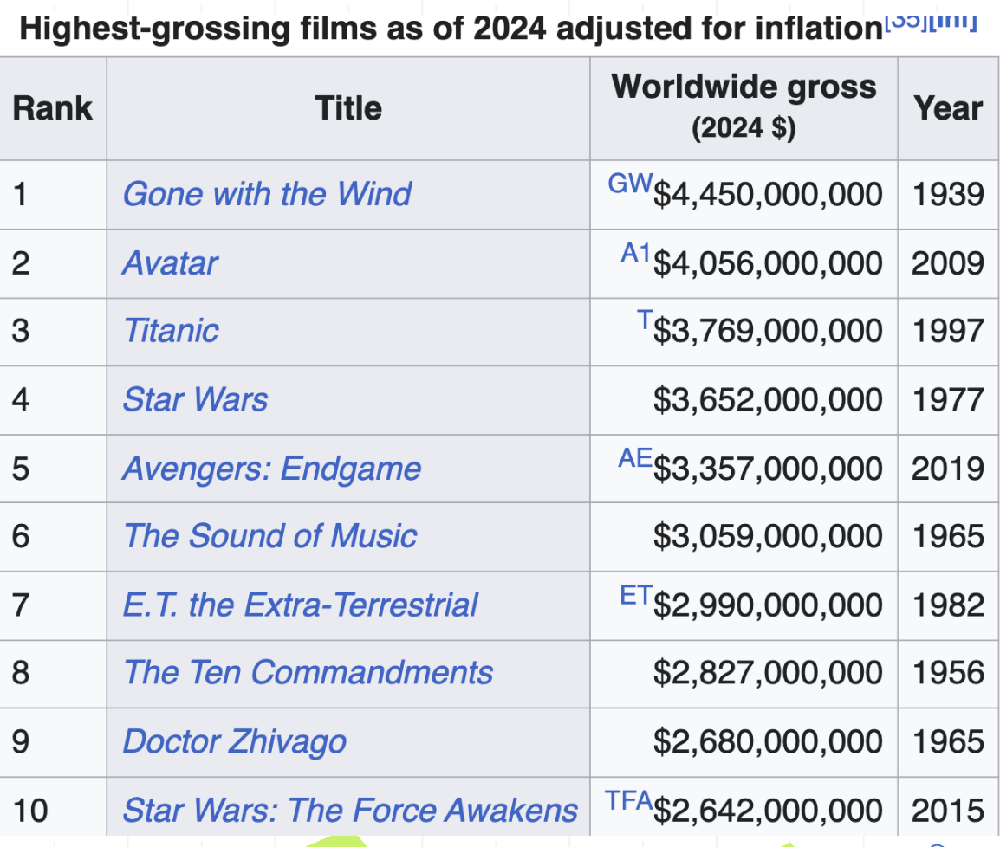 Highest-grossing films as of 2024 adjusted for inflation
Rank Title Worldwide gross (2024 $) Year
1 Gone with the Wind GW$4,450,000,000 1939
2 Avatar A1$4,056,000,000 2009
3 Titanic T$3,769,000,000 1997
4 Star Wars $3,652,000,000 1977
5 Avengers: Endgame AE$3,357,000,000 2019
6 The Sound of Music $3,059,000,000 1965
7 E.T. the Extra-Terrestrial ET$2,990,000,000 1982
8 The Ten Commandments $2,827,000,000 1956
9 Doctor Zhivago $2,680,000,000 1965
10 Star Wars: The Force Awakens TFA$2,642,000,000 2015